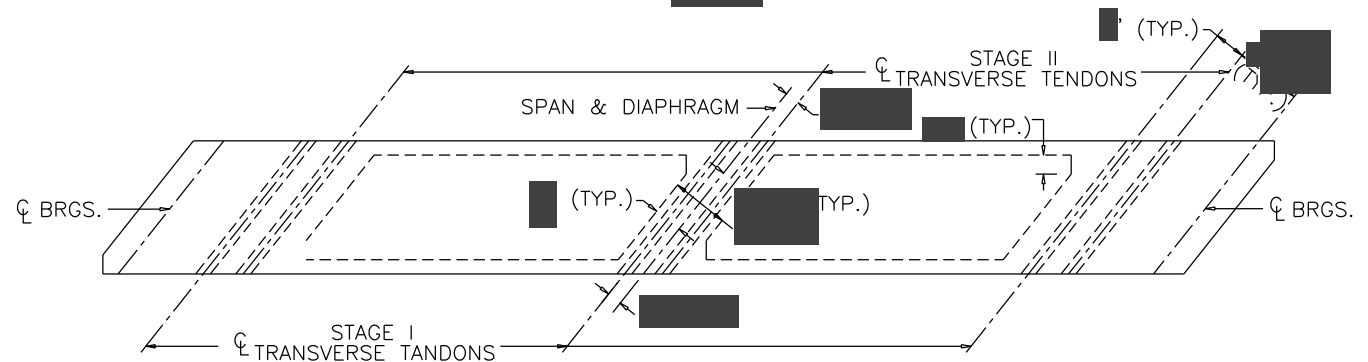 ' (TYP.)
STAGE II
℄ TRANSVERSE TENDONS
SPAN & DIAPHRAGM
(TYP.)
(TYP.)
TYP.)
℄ BRGS.
℄ BRGS.
STAGE I
℄ TRANSVERSE TANDONS